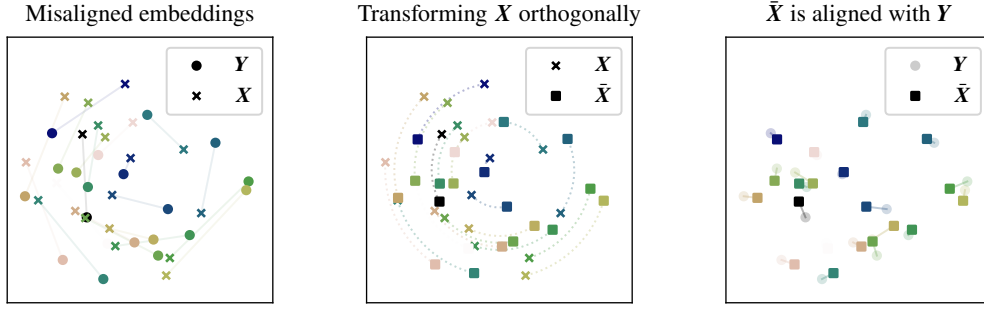 Misaligned embeddings
Y
X
Transforming X orthogonally
X
X̄
X̄ is aligned with Y
Y
X̄